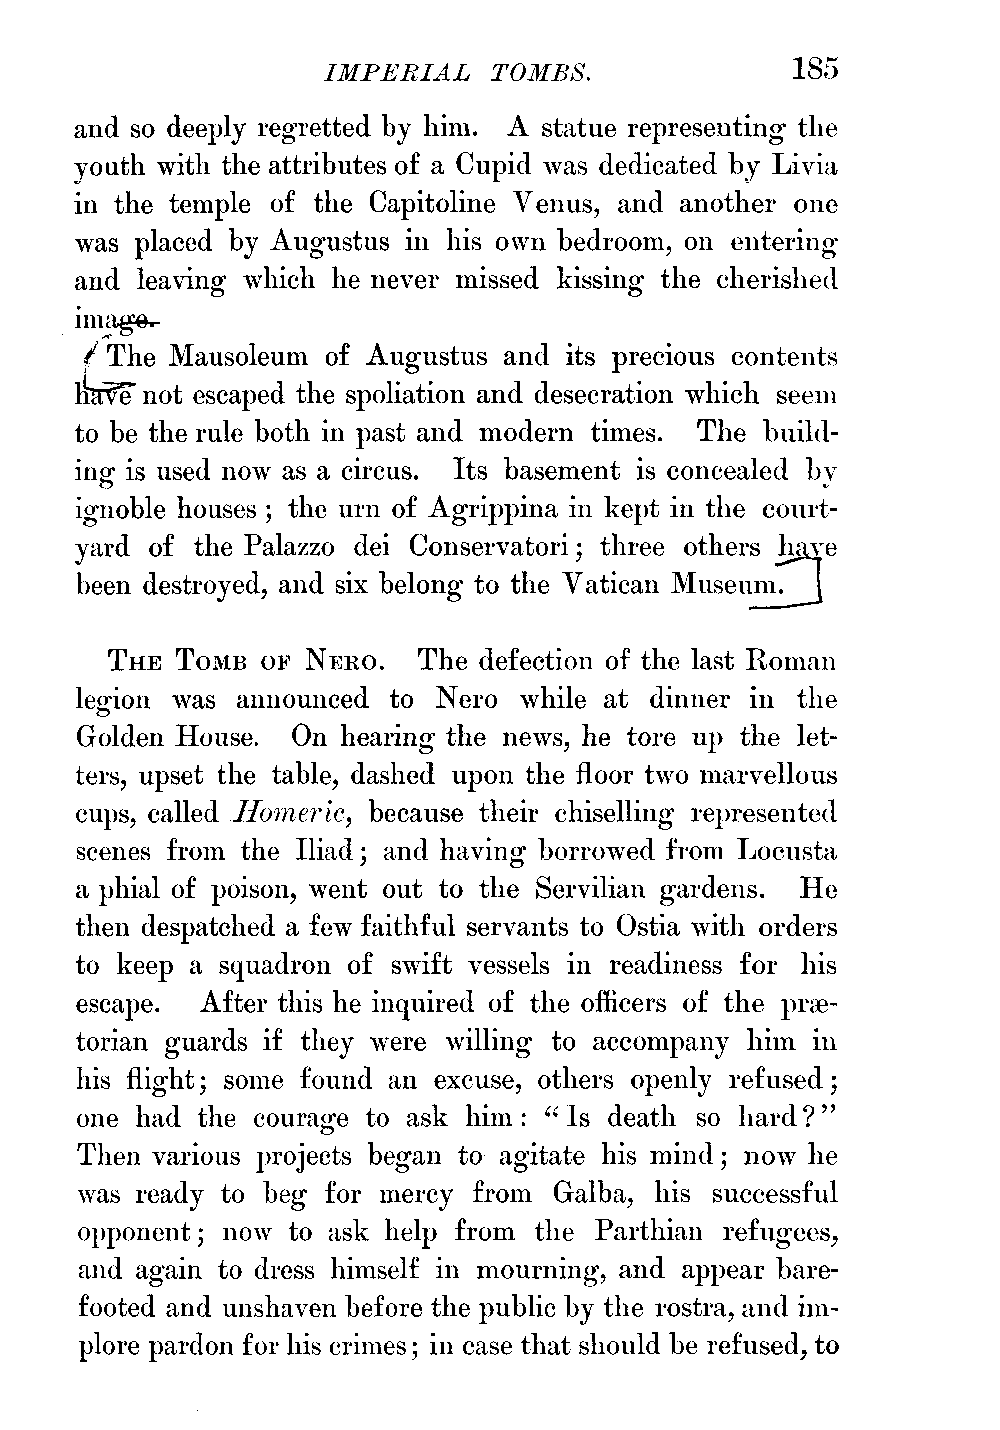 IMPERIAL TOMBS. 185
and so deeply regretted by him. A statue representing the
youth with the attributes of a Cupid was dedicated by Livia
in the temple of the Capitoline Venus, and another one
was placed by Augustus in his own bedroom, on entering
and leaving which he never missed kissing the cherished
image.
The Mausoleum of Augustus and its precious contents
have not escaped the spoliation and desecration which seem
to be the rule both in past and modern times. The build-
ing is used now as a circus. Its basement is concealed by
ignoble houses; the urn of Agrippina in kept in the court-
yard of the Palazzo dei Conservatori; three others have
been destroyed, and six belong to the Vatican Museum.
THE TOMB OF NERO. The defection of the last Roman
legion was announced to Nero while at dinner in the
Golden House. On hearing the news, he tore up the let-
ters, upset the table, dashed upon the floor two marvellous
cups, called Homeric, because their chiselling represented
scenes from the Iliad; and having borrowed from Locusta
a phial of poison, went out to the Servilian gardens. He
then despatched a few faithful servants to Ostia with orders
to keep a squadron of swift vessels in readiness for his
escape. After this he inquired of the officers of the præ-
torian guards if they were willing to accompany him in
his flight; some found an excuse, others openly refused;
one had the courage to ask him: "Is death so hard?"
Then various projects began to agitate his mind; now he
was ready to beg for mercy from Galba, his successful
opponent; now to ask help from the Parthian refugees,
and again to dress himself in mourning, and appear bare-
footed and unshaven before the public by the rostra, and im-
plore pardon for his crimes; in case that should be refused, to